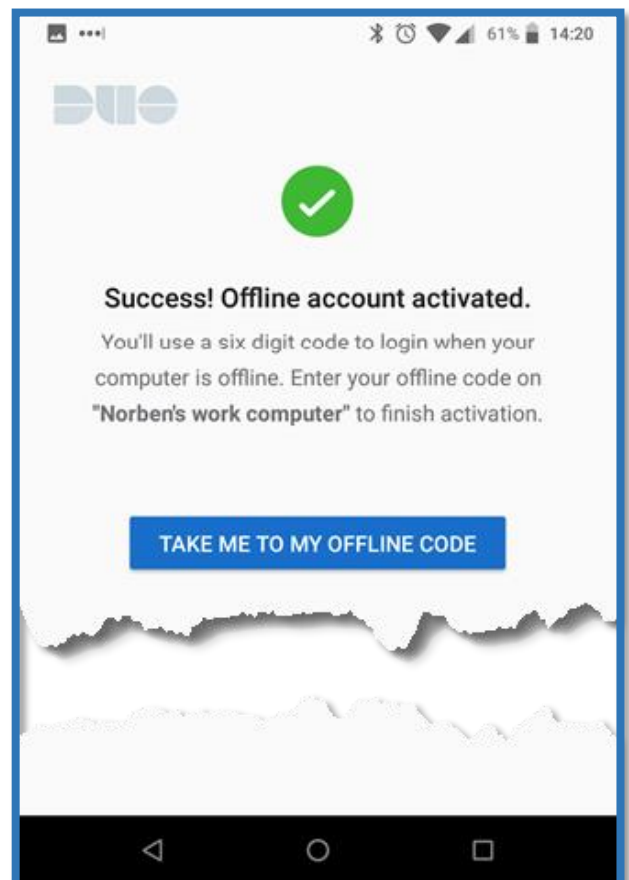 61% 14:20
DUO
Success! Offline account activated.
You'll use a six digit code to login when your
computer is offline. Enter your offline code on
"Norben's work computer" to finish activation.
TAKE ME TO MY OFFLINE CODE